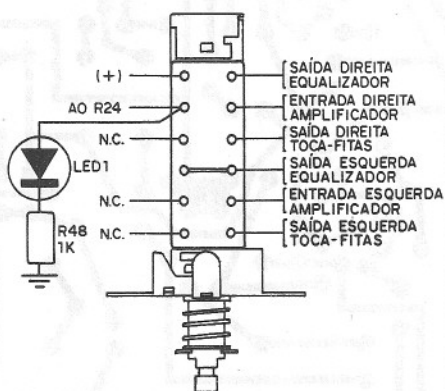 (+)
SAÍDA DIREITA
EQUALIZADOR
AO R24
ENTRADA DIREITA
AMPLIFICADOR
N.C.
SAÍDA DIREITA
TOCA-FITAS
LED1
SAÍDA ESQUERDA
EQUALIZADOR
N.C.
ENTRADA ESQUERDA
AMPLIFICADOR
R48
1K
N.C.
SAÍDA ESQUERDA
TOCA-FITAS